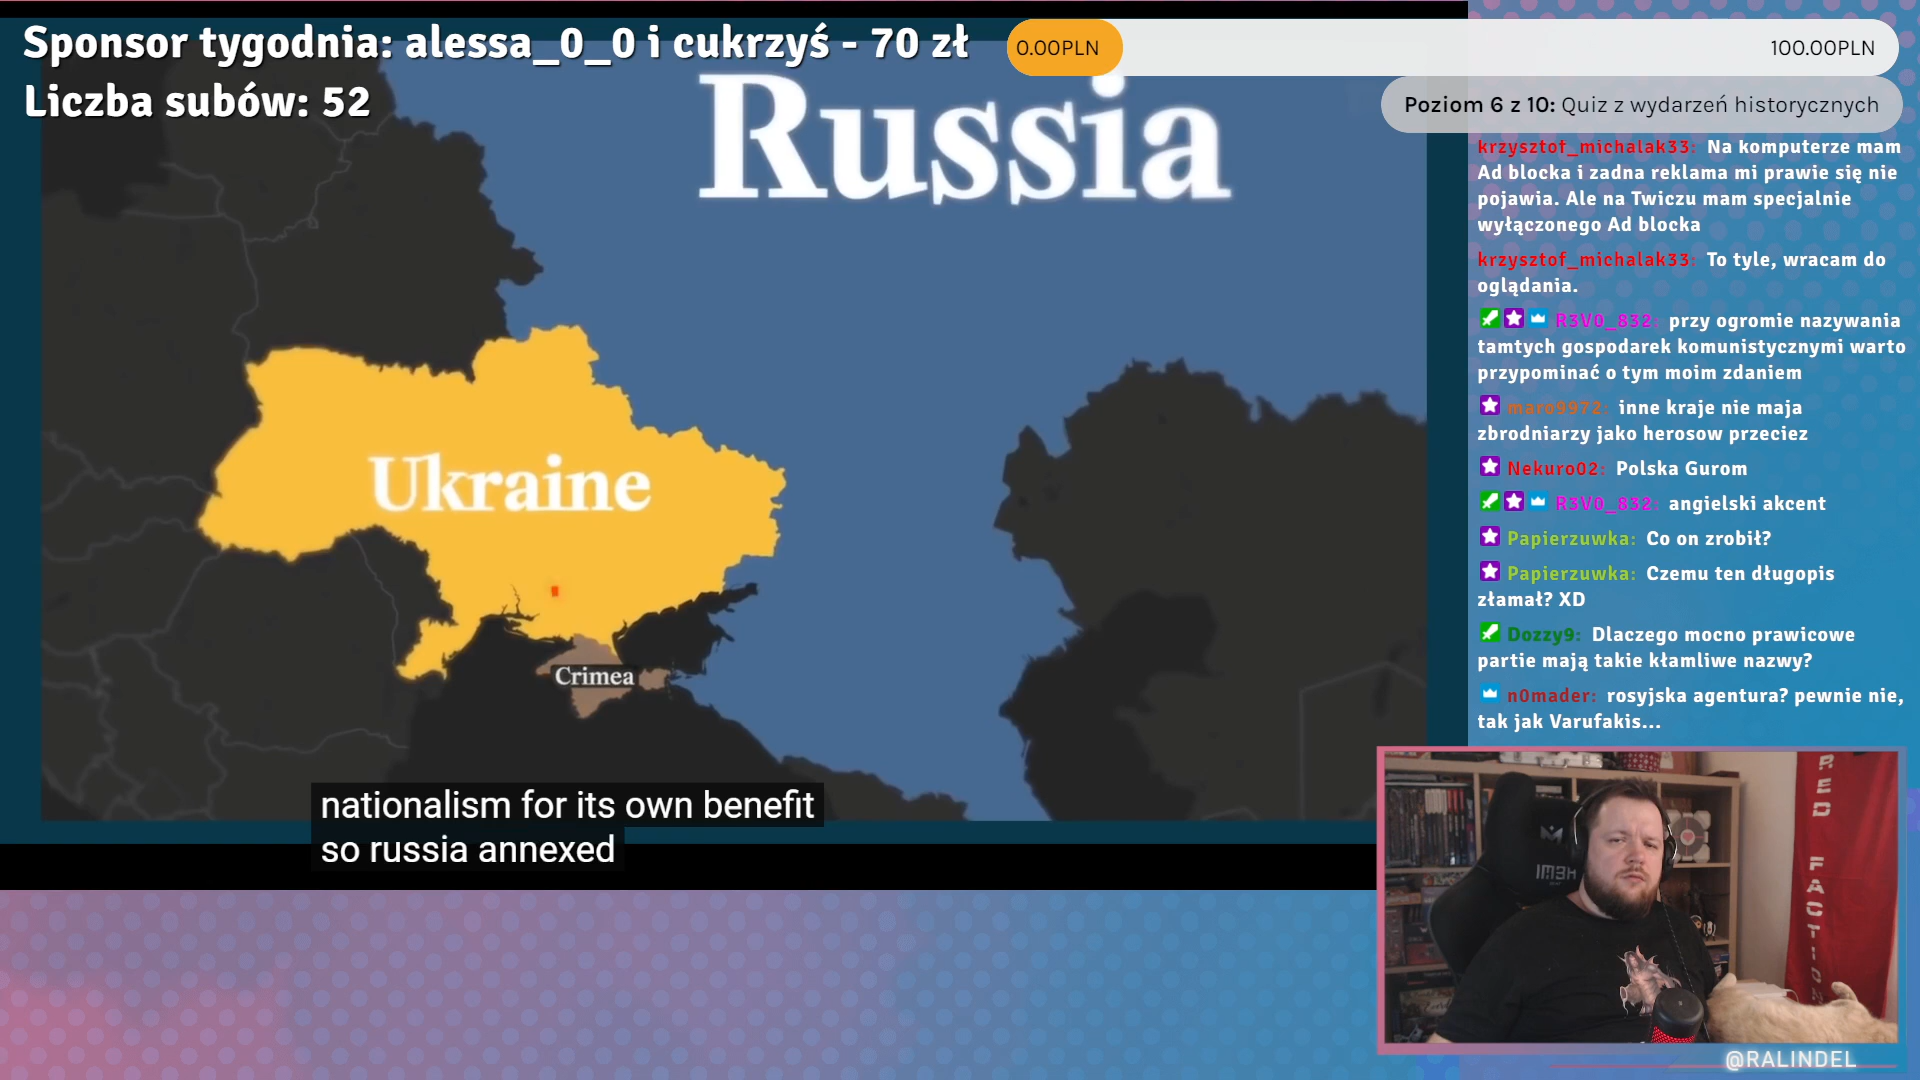 Sponsor tygodnia: alessa_0_0 i cukrzyś - 70 zł
Liczba subów: 52
0.00PLN
100.00PLN
Poziom 6 z 10: Quiz z wydarzeń historycznych
Russia
Ukraine
Crimea
nationalism for its own benefit
so russia annexed
krzysztof_michalak33: Na komputerze mam
Ad blocka i zadna reklama mi prawie się nie
pojawia. Ale na Twiczu mam specjalnie
wyłączonego Ad blocka
krzysztof_michalak33: To tyle, wracam do
oglądania.
R3V0_832: przy ogromie nazywania
tamtych gospodarek komunistycznymi warto
przypominać o tym moim zdaniem
maro9972: inne kraje nie maja
zbrodniarzy jako herosow przeciez
Nekuro02: Polska Gurom
R3V0_832: angielski akcent
Papierzuwka: Co on zrobił?
Papierzuwka: Czemu ten długopis
złamał? XD
Dozzy9: Dlaczego mocno prawicowe
partie mają takie kłamliwe nazwy?
n0mader: rosyjska agentura? pewnie nie,
tak jak Varufakis...
RED FACTION
@RALINDEL